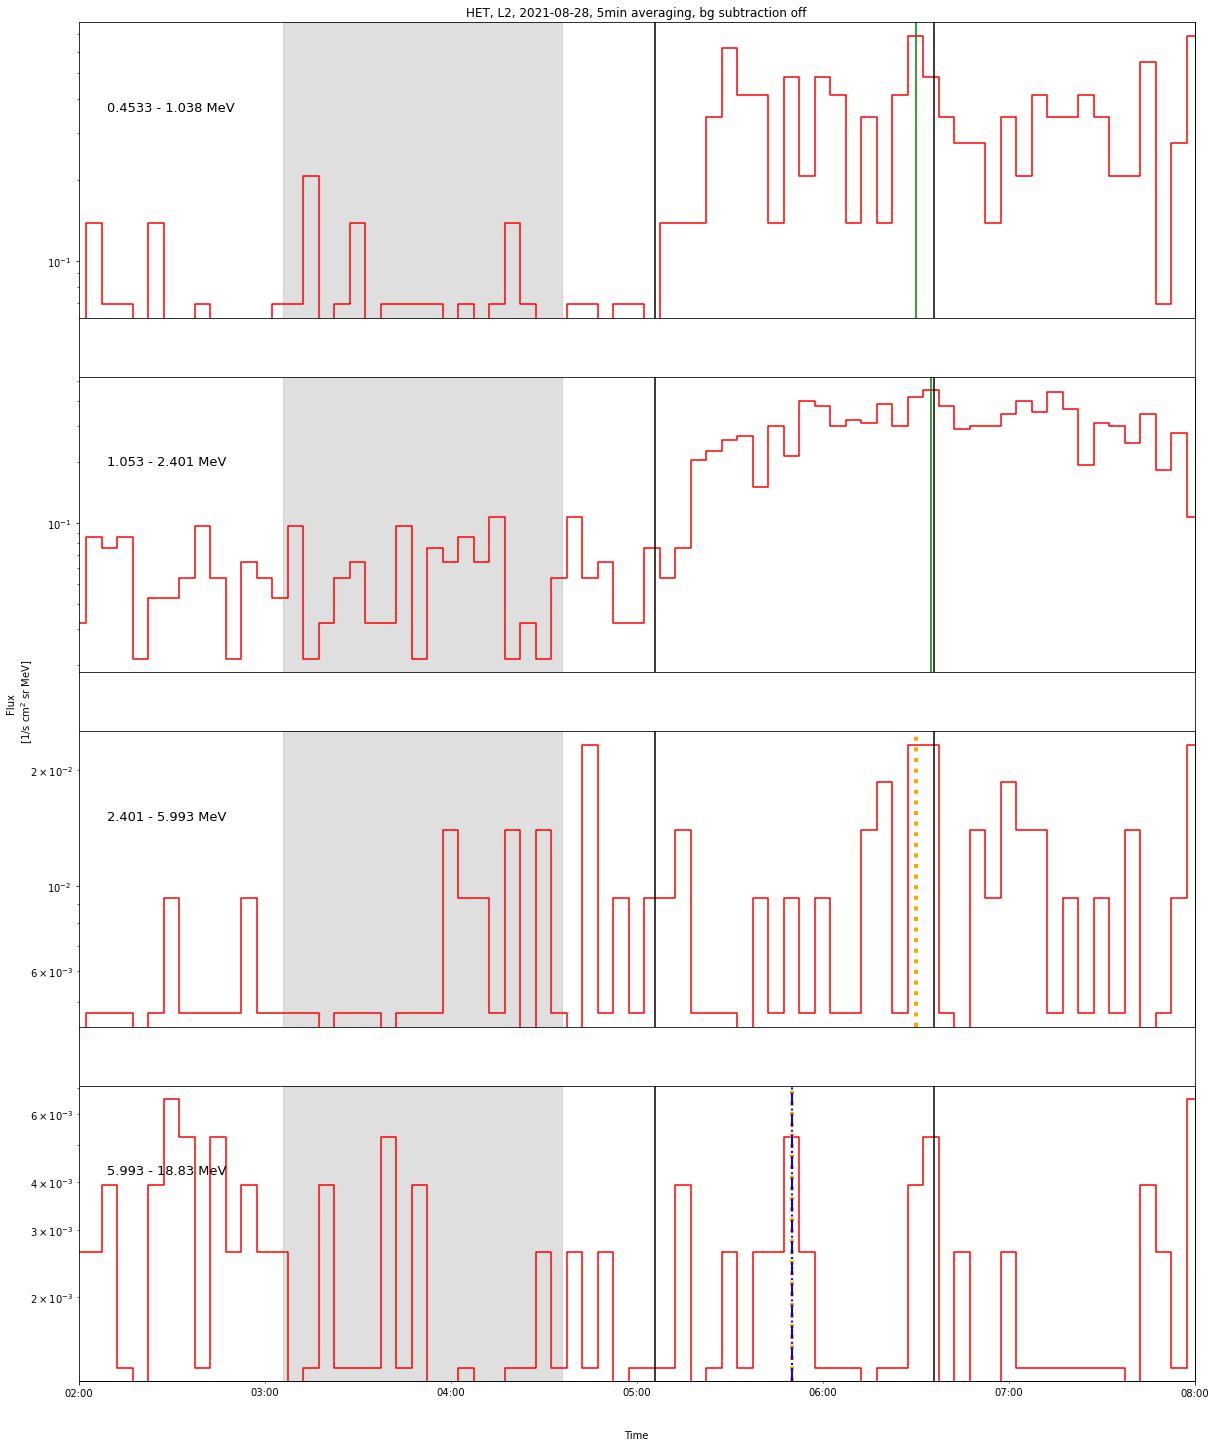 HET, L2, 2021-08-28, 5min averaging, bg subtraction off
0.4533 - 1.038 MeV
10⁻¹
1.053 - 2.401 MeV
10⁻¹
Flux
[1/s cm² sr MeV]
2 × 10⁻²
2.401 - 5.993 MeV
10⁻²
6 × 10⁻³
6 × 10⁻³
5.993 - 18.83 MeV
4 × 10⁻³
3 × 10⁻³
2 × 10⁻³
02:00 03:00 04:00 05:00 06:00 07:00 08:00
Time